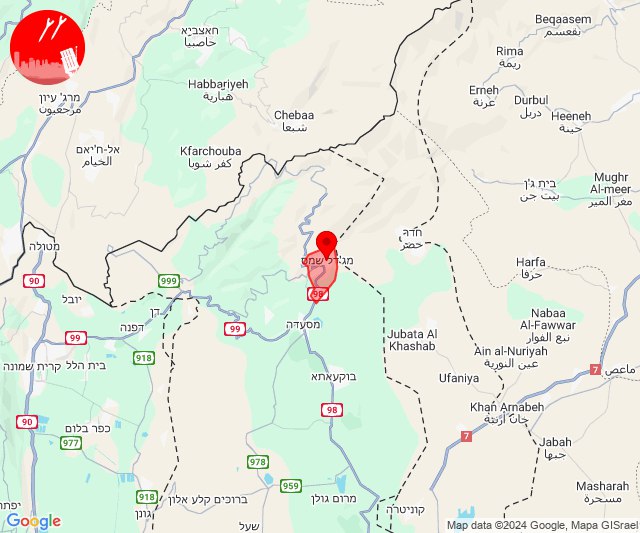 Beqaasem
بقعسم
חאצביא
حاصبيا
Rima
ريمة
מרג' עיון
مرجعيون
Habbariyeh
هبارية
Erneh
عرنة
Durbul
دربل
Heeneh
حينة
Chebaa
شبعا
אל-ח'יאם
الخيام
Kfarchouba
كفر شوبا
בית ג'ן
بيت جن
Mughr
Al-meer
مغر المير
מטולה
חדר
حضر
מג'דל שמס
Harfa
حرفا
90
999
98
יובל
דן
99
דפנה
מסעדה
99
Nabaa
Al-Fawwar
نبع الفوار
Jubata Al
Khashab
918
Ain al-Nuriyah
عين النورية
קרית שמונה
בית הלל
בוקעאתא
Ufaniya
7
ماعص
98
Khan Arnabeh
خان أرنبة
90
כפר בלום
977
7
Jabah
جبها
978
959
918
גונן
ברוכים קלע אלון
מרום גולן
Masharah
مسحرة
יפתח
שעל
קוניטרה
Google
Map data ©2024 Google, Mapa GISrael